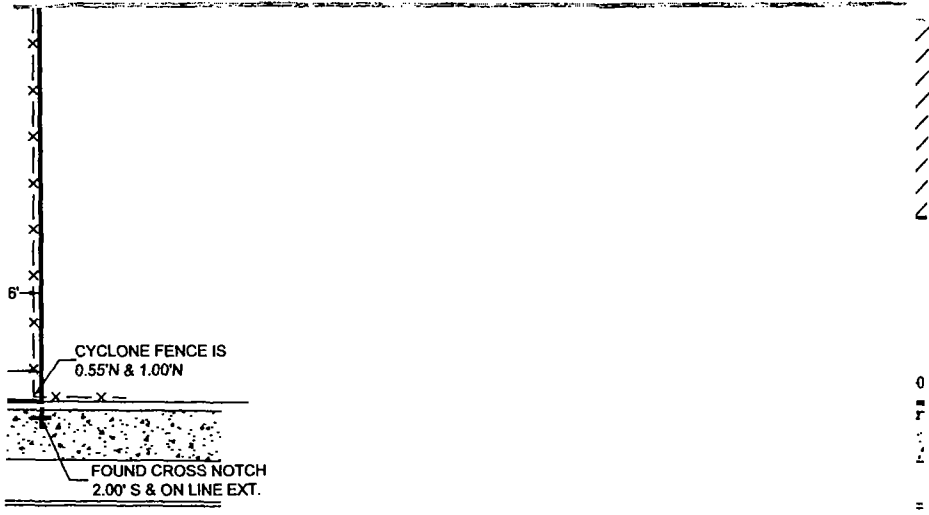 6'
CYCLONE FENCE IS
0.55'N & 1.00'N
FOUND CROSS NOTCH
2.00' S & ON LINE EXT.